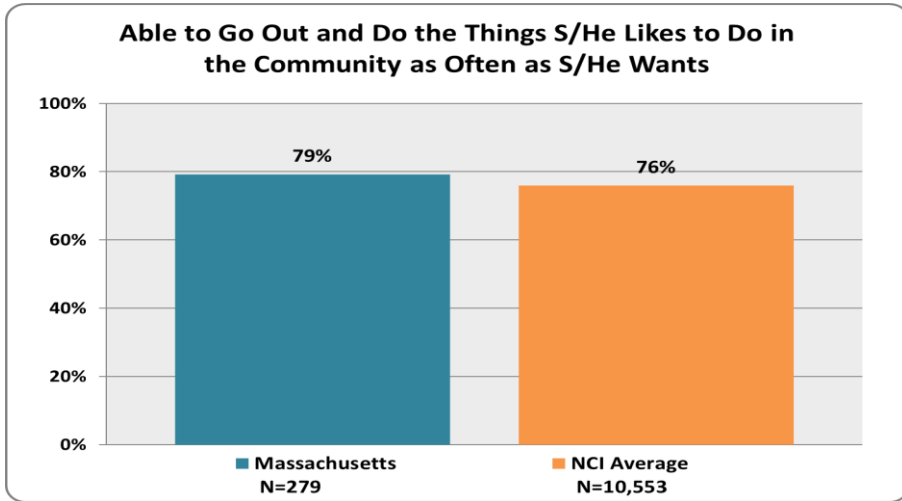 Able to Go Out and Do the Things S/He Likes to Do in
the Community as Often as S/He Wants
100%
80%
60%
40%
20%
0%
79%
76%
Massachusetts
N=279
NCI Average
N=10,553